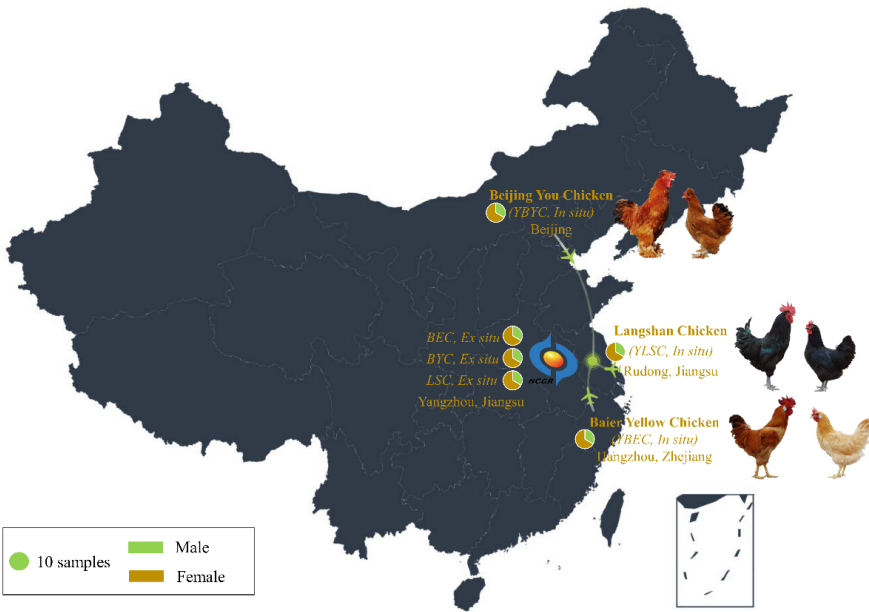 Beijing You Chicken
(YBYC, In situ)
Beijing
BEC, Ex situ
BYC, Ex situ
LSC, Ex situ
Yangzhou, Jiangsu
NCGR
Langshan Chicken
(YLSC, In situ)
Rudong, Jiangsu
Baier Yellow Chicken
(YBEC, In situ)
Hangzhou, Zhejiang
10 samples
Male
Female